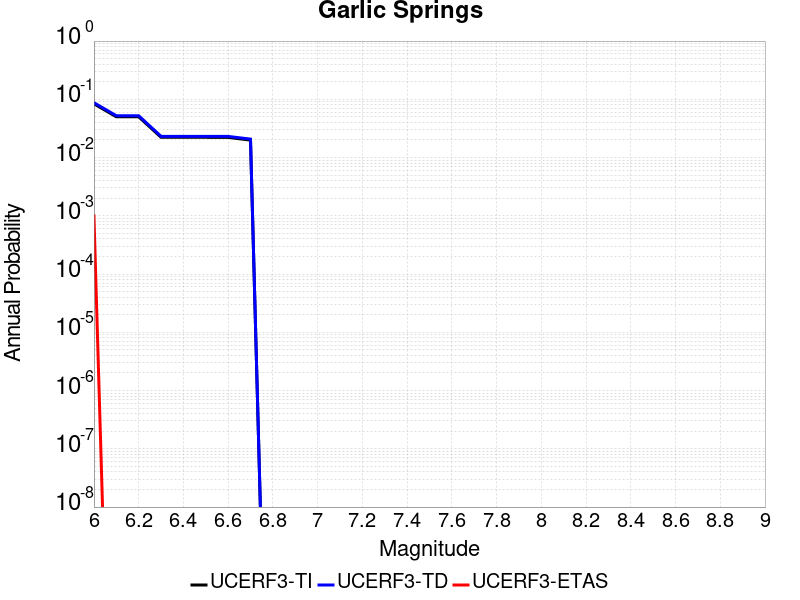 Garlic Springs
10^0
10^-1
10^-2
10^-3
10^-4
10^-5
10^-6
10^-7
10^-8
Annual Probability
6 6.2 6.4 6.6 6.8 7 7.2 7.4 7.6 7.8 8 8.2 8.4 8.6 8.8 9
Magnitude
UCERF3-TI UCERF3-TD UCERF3-ETAS